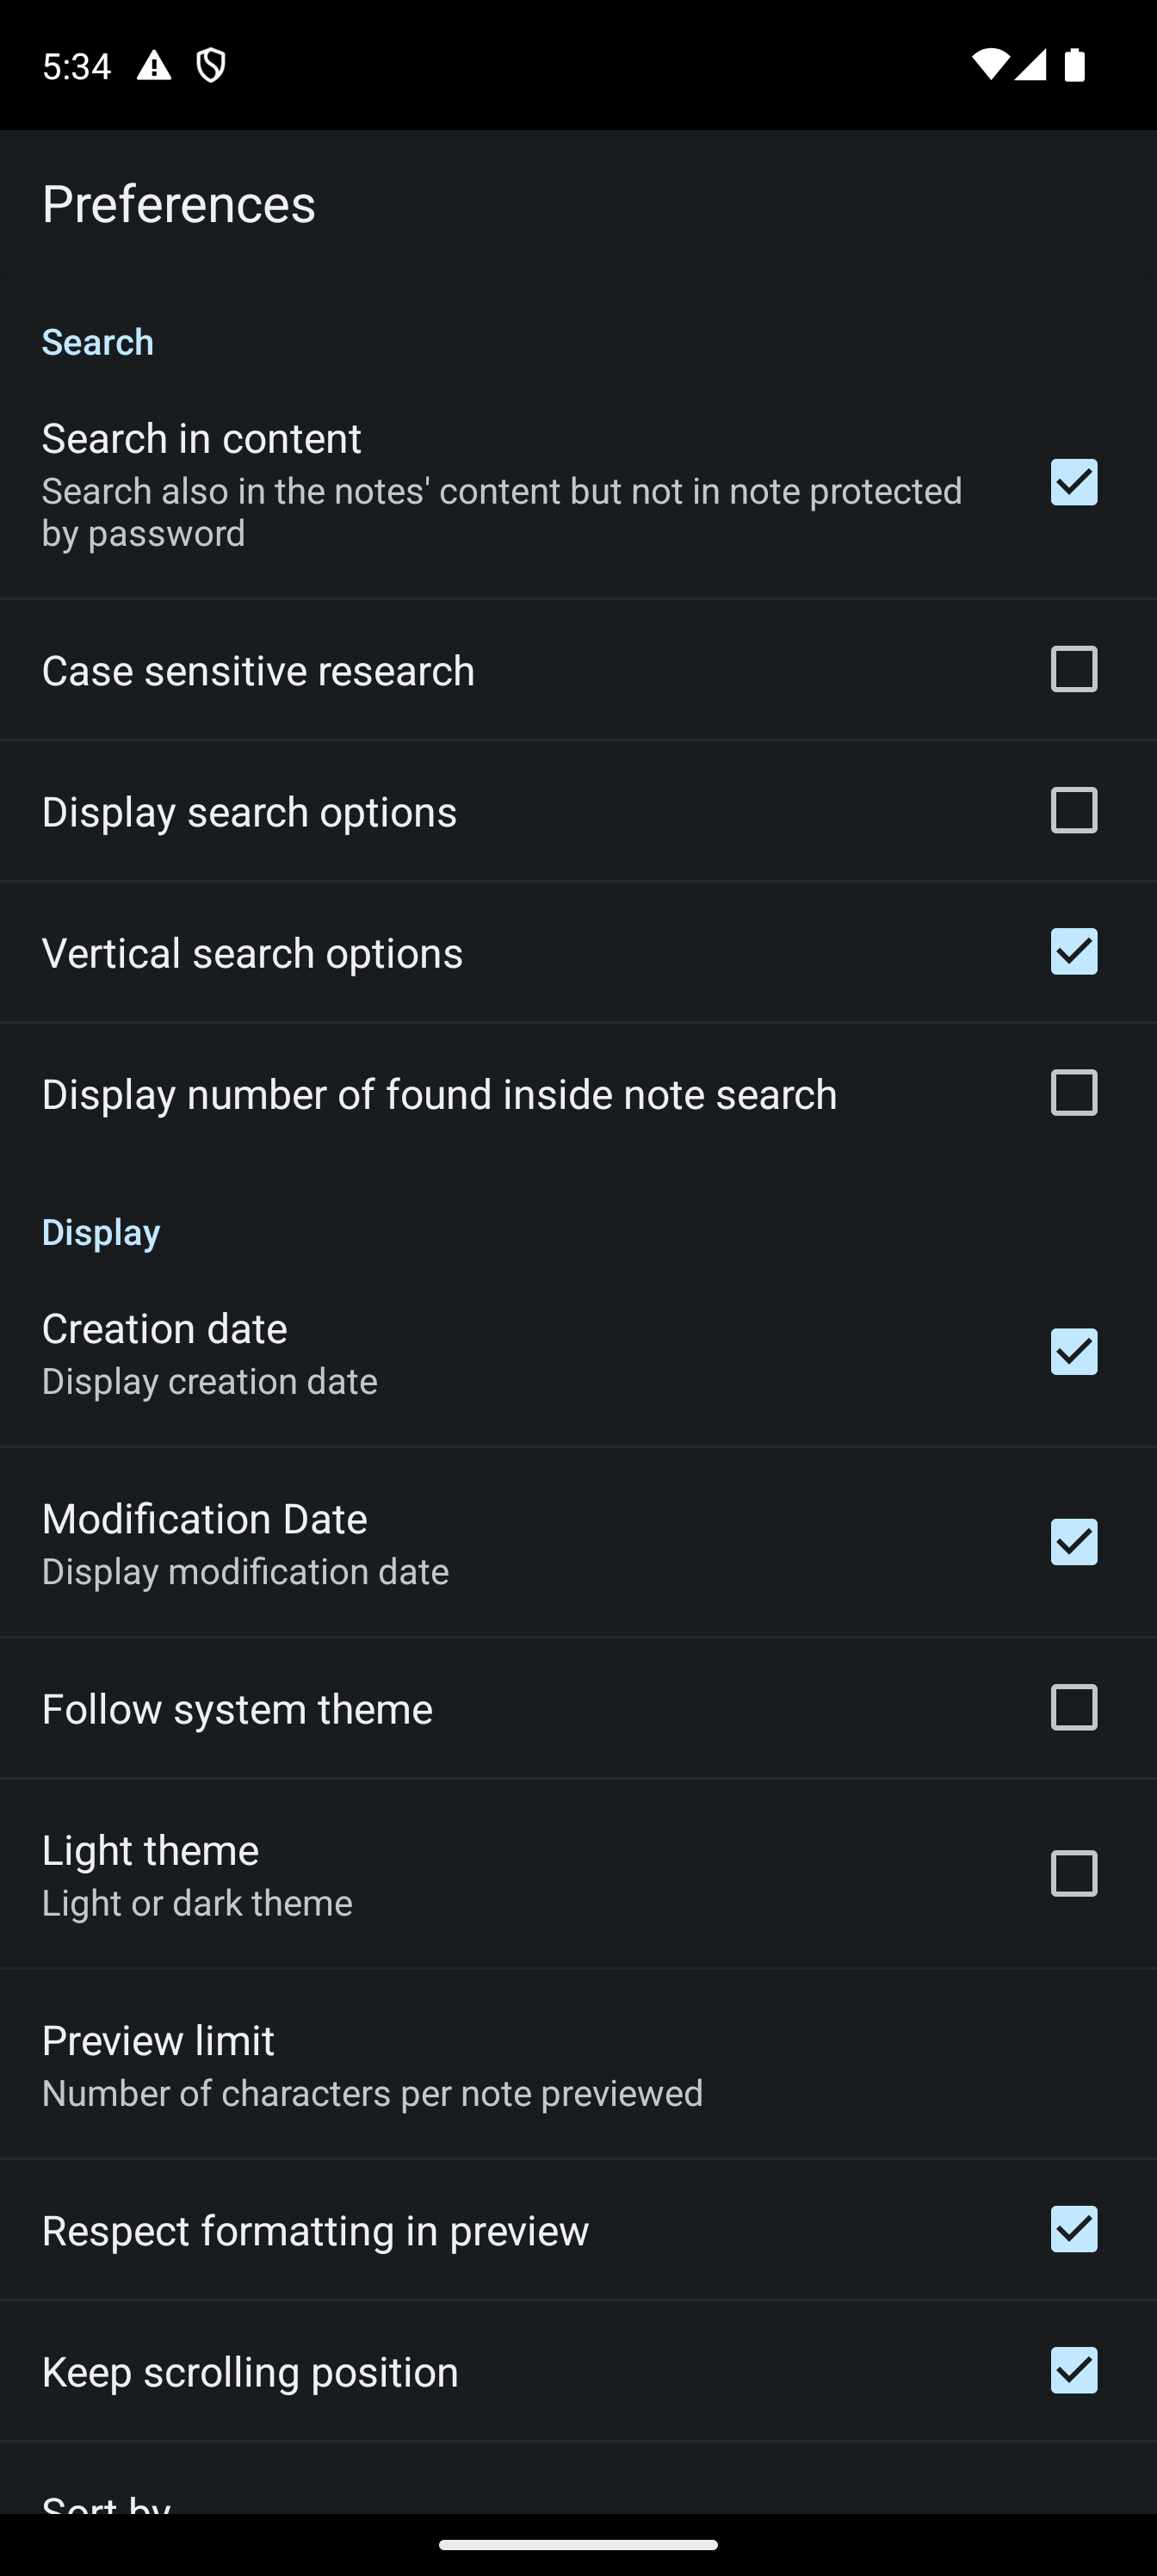 5:34
Preferences
Search
Search in content
Search also in the notes' content but not in note protected
by password
Case sensitive research
Display search options
Vertical search options
Display number of found inside note search
Display
Creation date
Display creation date
Modification Date
Display modification date
Follow system theme
Light theme
Light or dark theme
Preview limit
Number of characters per note previewed
Respect formatting in preview
Keep scrolling position
Sort by